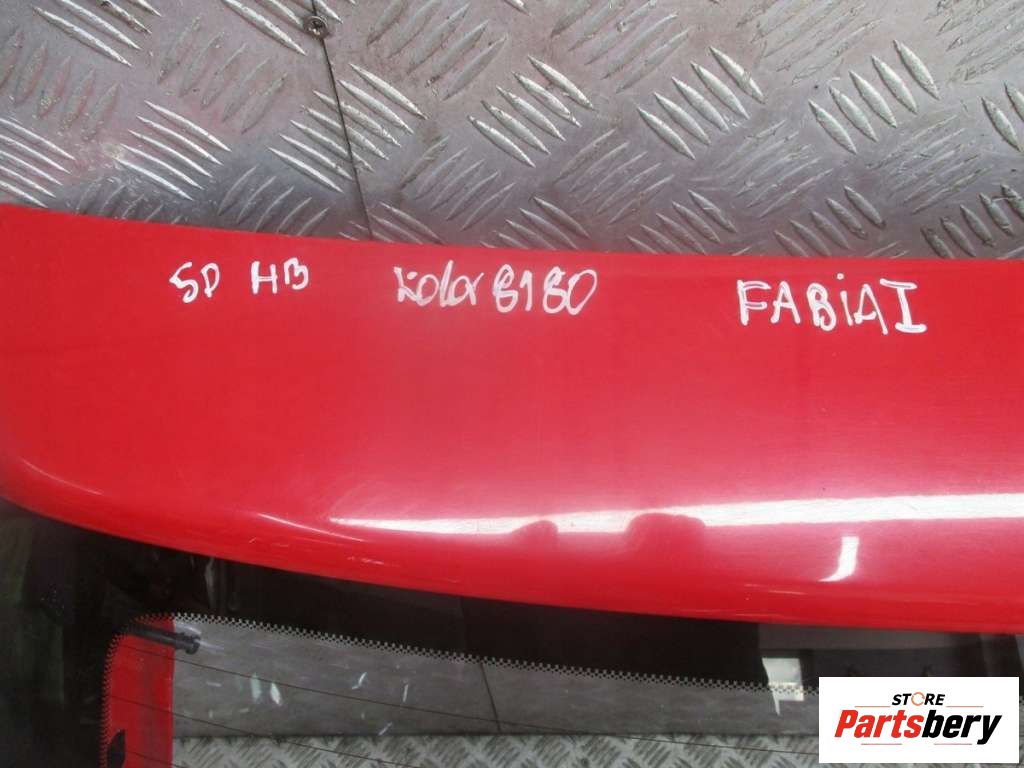 5D HB kolor 8180 FABIA I
STORE
Partsbery